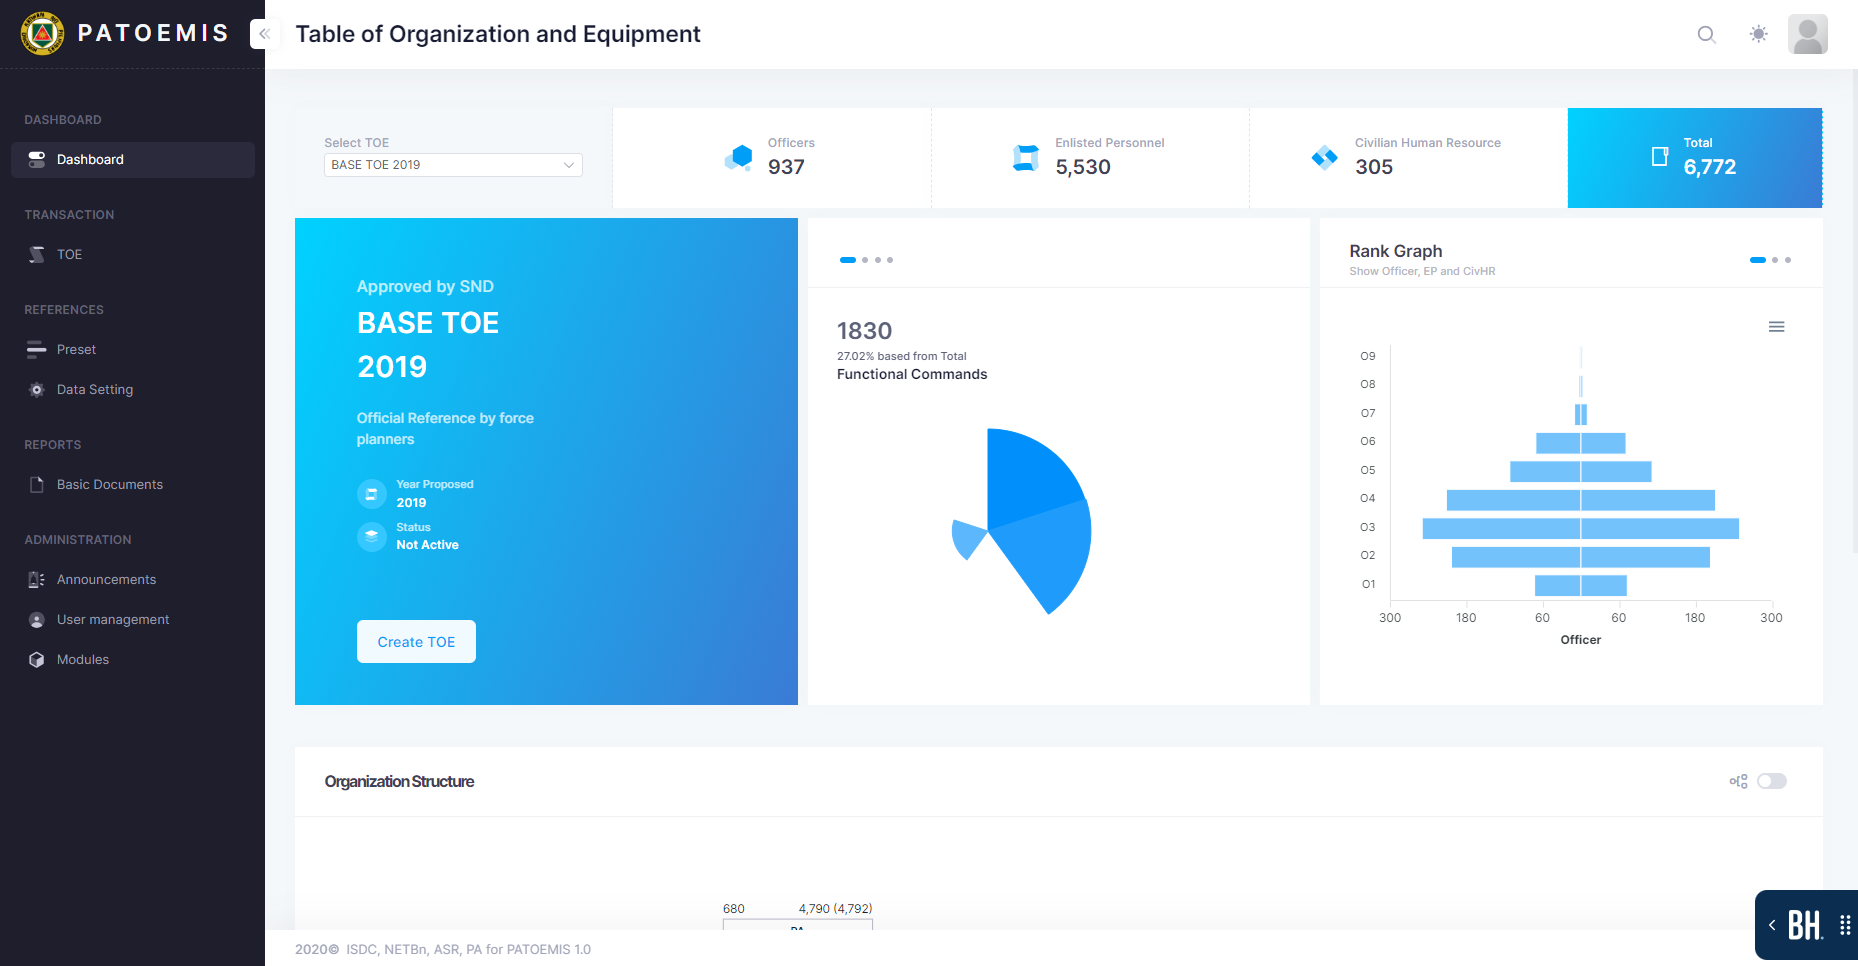 PATOEMIS
Table of Organization and Equipment
DASHBOARD
Dashboard
TRANSACTION
TOE
REFERENCES
Preset
Data Setting
REPORTS
Basic Documents
ADMINISTRATION
Announcements
User management
Modules
Select TOE
BASE TOE 2019
Officers
937
Enlisted Personnel
5,530
Civilian Human Resource
305
Total
6,772
Approved by SND
BASE TOE
2019
Official Reference by force
planners
Year Proposed
2019
Status
Not Active
Create TOE
1830
27.02% based from Total
Functional Commands
Rank Graph
Show Officer, EP and CivHR
O9
O8
O7
O6
O5
O4
O3
O2
O1
300 180 60 60 180 300
Officer
Organization Structure
680 4,790 (4,792)
PA
2020© ISDC, NETBn, ASR, PA for PATOEMIS 1.0
BH.